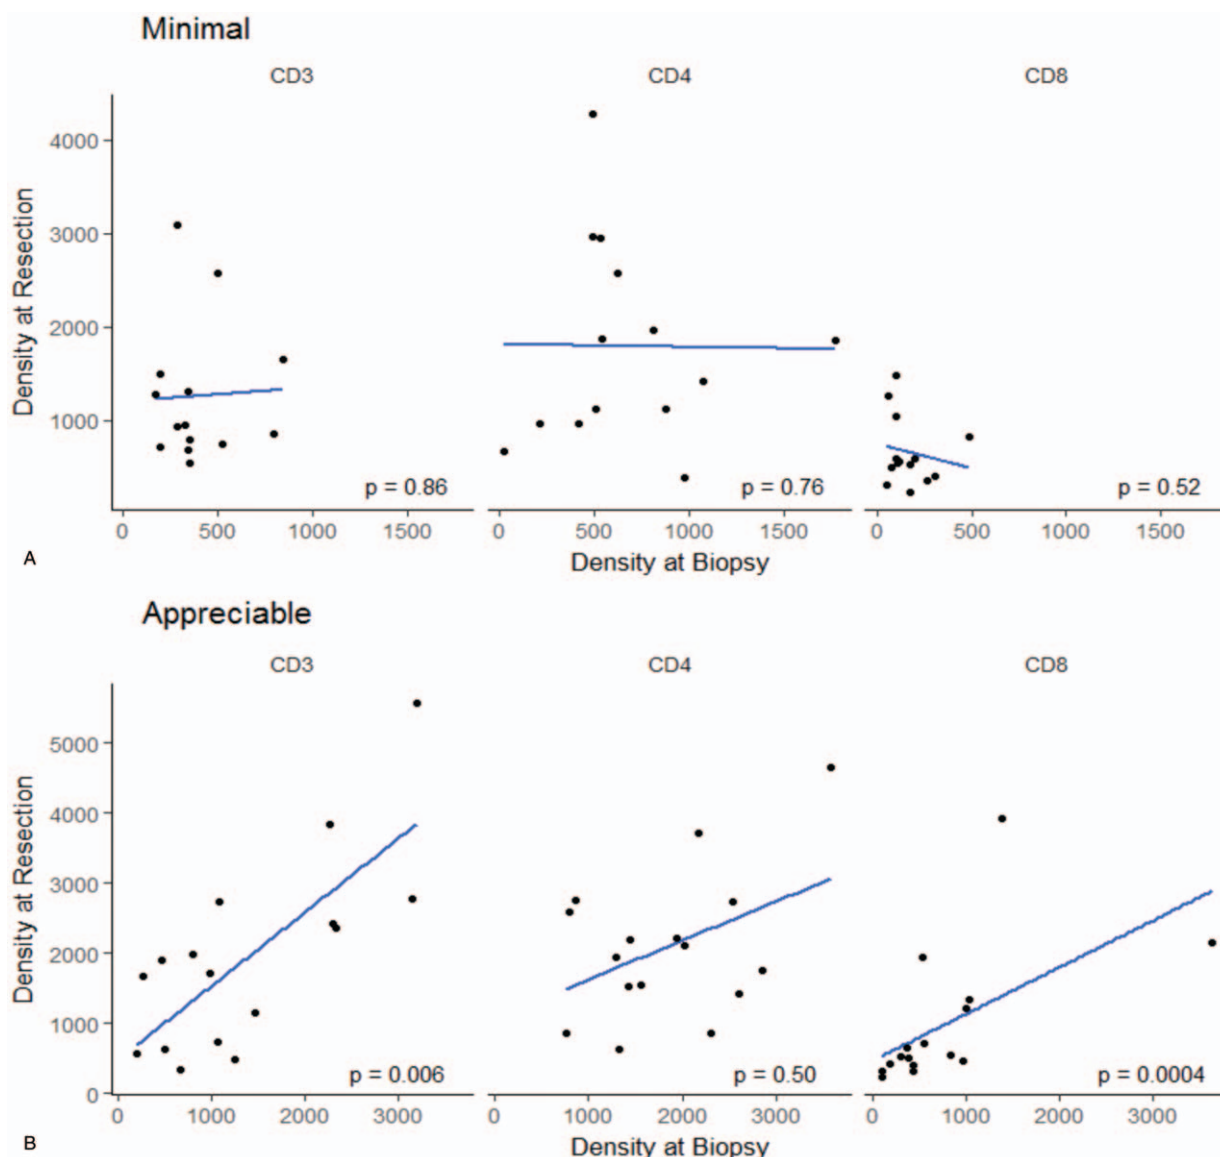 Minimal
CD3 CD4 CD8
4000
3000
2000
1000
Density at Resection
p = 0.86 p = 0.76 p = 0.52
0 500 1000 1500 0 500 1000 1500 0 500 1000 1500
A
Density at Biopsy
Appreciable
CD3 CD4 CD8
5000
4000
3000
2000
1000
0
Density at Resection
p = 0.006 p = 0.50 p = 0.0004
0 1000 2000 3000 0 1000 2000 3000 0 1000 2000 3000
B
Density at Biopsy